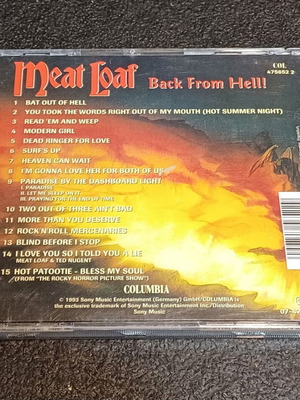 COL
475652 2
Meat Loaf Back From Hell!
1 BAT OUT OF HELL
2 YOU TOOK THE WORDS RIGHT OUT OF MY MOUTH (HOT SUMMER NIGHT)
3 READ 'EM AND WEEP
4 MODERN GIRL
5 DEAD RINGER FOR LOVE
6 SURF'S UP
7 HEAVEN CAN WAIT
8 I'M GONNA LOVE HER FOR BOTH OF US
9 PARADISE BY THE DASHBOARD LIGHT
I. PARADISE
II. LET ME SLEEP ON IT
III. PRAYING FOR THE END OF TIME
10 TWO OUT OF THREE AIN'T BAD
11 MORE THAN YOU DESERVE
12 ROCK'N'ROLL MERCENARIES
13 BLIND BEFORE I STOP
14 I LOVE YOU SO I TOLD YOU A LIE
MEAT LOAF & TED NUGENT
15 HOT PATOOTIE - BLESS MY SOUL
(FROM "THE ROCKY HORROR PICTURE SHOW")
COLUMBIA
© 1993 Sony Music Entertainment (Germany) GmbH/COLUMBIA is
the exclusive trademark of Sony Music Entertainment Inc./Distribution
Sony Music